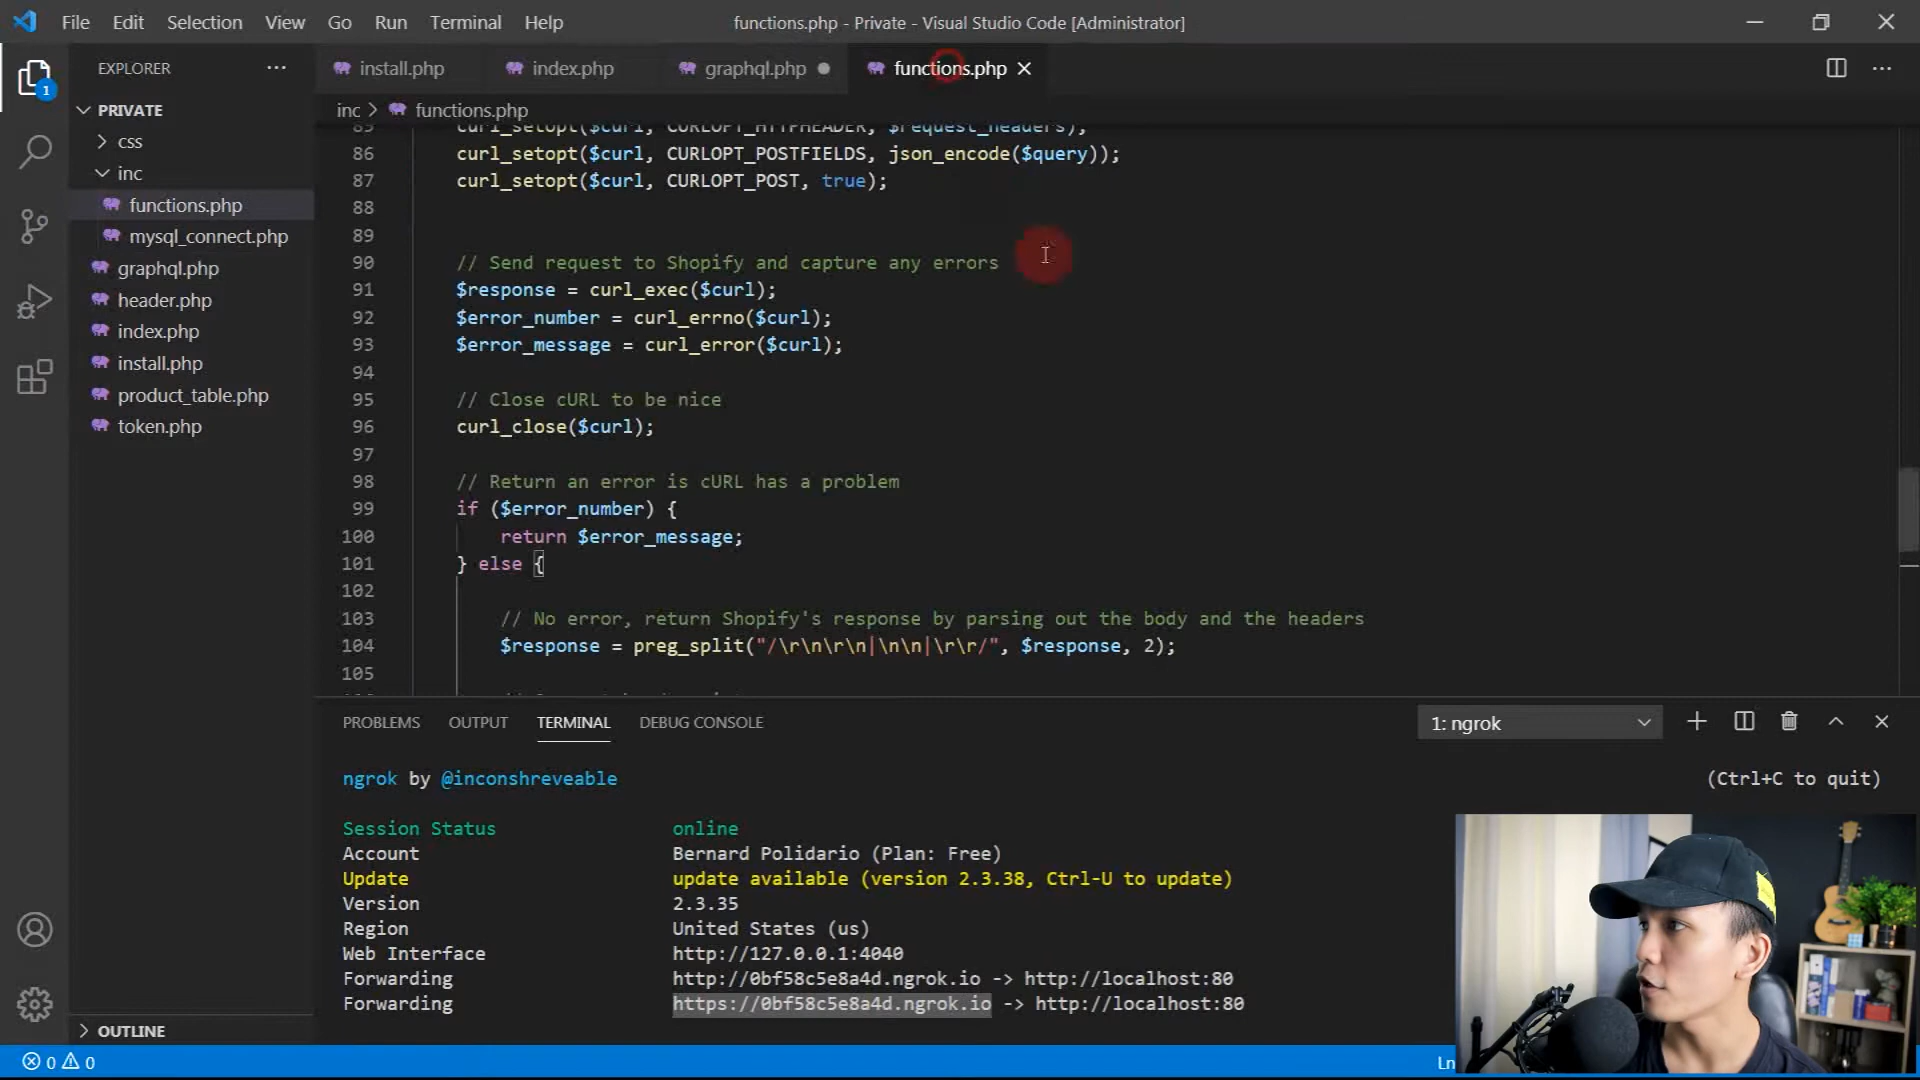 File Edit Selection View Go Run Terminal Help
functions.php - Private - Visual Studio Code [Administrator]
EXPLORER
install.php
index.php
graphql.php
functions.php
PRIVATE
css
inc
functions.php
mysql_connect.php
graphql.php
header.php
index.php
install.php
product_table.php
token.php
OUTLINE
1
inc > functions.php
85 curl_setopt($curl, CURLOPT_HTTPHEADER, $request_headers);
86 curl_setopt($curl, CURLOPT_POSTFIELDS, json_encode($query));
87 curl_setopt($curl, CURLOPT_POST, true);
88
89
90 // Send request to Shopify and capture any errors
91 $response = curl_exec($curl);
92 $error_number = curl_errno($curl);
93 $error_message = curl_error($curl);
94
95 // Close cURL to be nice
96 curl_close($curl);
97
98 // Return an error is cURL has a problem
99 if ($error_number) {
100 return $error_message;
101 } else {
102
103 // No error, return Shopify's response by parsing out the body and the headers
104 $response = preg_split("/\r\n\r\n|\n\n|\r\r/", $response, 2);
105
PROBLEMS OUTPUT TERMINAL DEBUG CONSOLE
1: ngrok
ngrok by @inconshreveable (Ctrl+C to quit)
Session Status online
Account Bernard Polidario (Plan: Free)
Update update available (version 2.3.38, Ctrl-U to update)
Version 2.3.35
Region United States (us)
Web Interface http://127.0.0.1:4040
Forwarding http://0bf58c5e8a4d.ngrok.io -> http://localhost:80
Forwarding https://0bf58c5e8a4d.ngrok.io -> http://localhost:80
0 0
Ln